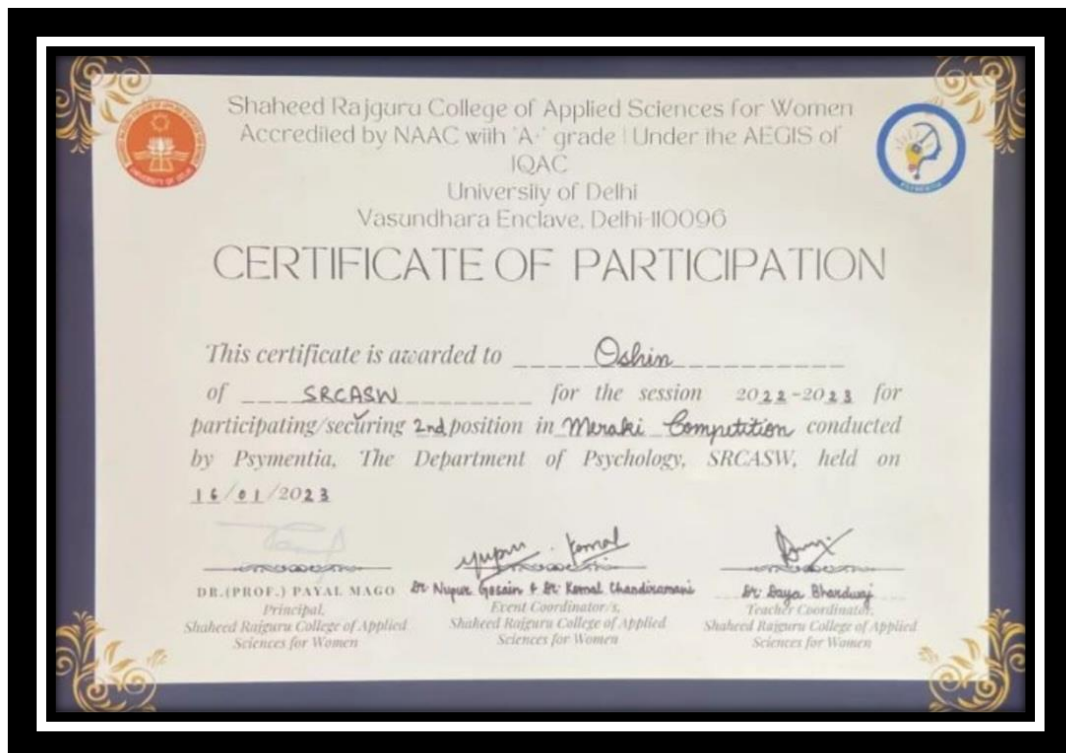 Shaheed Rajguru College of Applied Sciences for Women
Accredited by NAAC with 'A+' grade | Under the AEGIS of
IQAC
University of Delhi
Vasundhara Enclave, Delhi-110096
CERTIFICATE OF PARTICIPATION
This certificate is awarded to Oshin
of SRCASW for the session 2022-2023 for
participating/securing 2nd position in Meraki Competition conducted
by Psymentia, The Department of Psychology, SRCASW, held on
16/01/2023
DR.(PROF.) PAYAL MAGO Dr. Nupur Gosain & Dr. Komal Chandiramani Dr. Daya Bhardwaj
Principal, Event Coordinator/s, Teacher Coordinator,
Shaheed Rajguru College of Applied Shaheed Rajguru College of Applied Shaheed Rajguru College of Applied
Sciences for Women Sciences for Women Sciences for Women